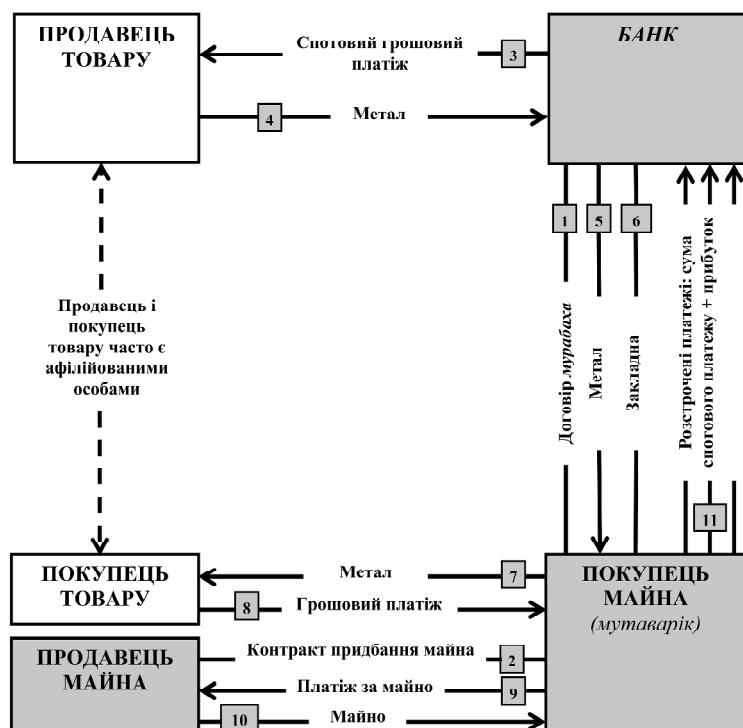 ПРОДАВЕЦЬ
ТОВАРУ
Спотовий грошовий
платіж
3
БАНК
4
Метал
1
5
6
Продавець і
покупець
товару часто є
афілійованими
особами
Договір мурабаха
Метал
Закладна
Розстрочені платежі: сума
спотового платежу + прибуток
11
ПОКУПЕЦЬ
ТОВАРУ
Метал
7
8
Грошовий платіж
ПОКУПЕЦЬ
МАЙНА
(мутаварік)
ПРОДАВЕЦЬ
МАЙНА
Контракт придбання майна
2
Платіж за майно
9
10
Майно